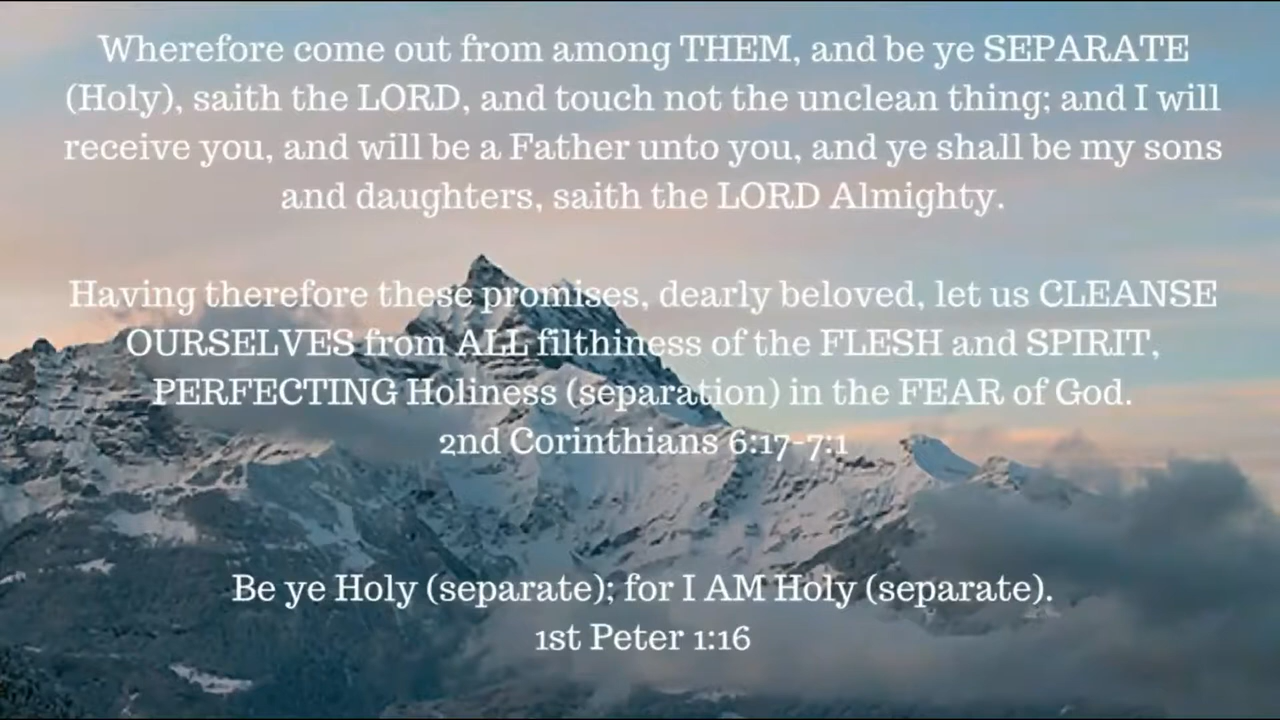 Wherefore come out from among THEM, and be ye SEPARATE
(Holy), saith the LORD, and touch not the unclean thing; and I will
receive you, and will be a Father unto you, and ye shall be my sons
and daughters, saith the LORD Almighty.
Having therefore these promises, dearly beloved, let us CLEANSE
OURSELVES from ALL filthiness of the FLESH and SPIRIT,
PERFECTING Holiness (separation) in the FEAR of God.
2nd Corinthians 6:17-7:1
Be ye Holy (separate); for I AM Holy (separate).
1st Peter 1:16